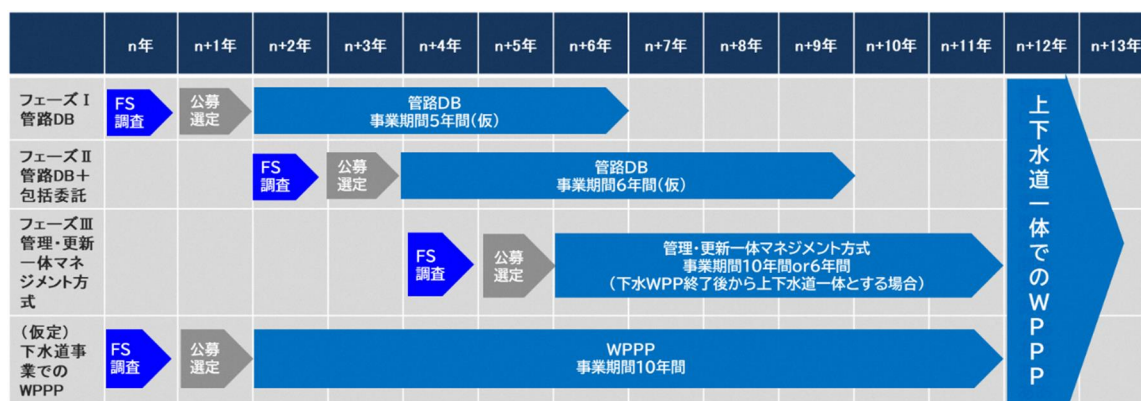 n年 n+1年 n+2年 n+3年 n+4年 n+5年 n+6年 n+7年 n+8年 n+9年 n+10年 n+11年 n+12年 n+13年
フェーズⅠ
管路DB
FS
調査
公募
選定
管路DB
事業期間5年間(仮)
フェーズⅡ
管路DB+
包括委託
FS
調査
公募
選定
管路DB
事業期間6年間(仮)
フェーズⅢ
管理・更新
一体マネ
ジメント方
式
FS
調査
公募
選定
管理・更新一体マネジメント方式
事業期間10年間or6年間
(下水WPP終了後から上下水道一体とする場合)
(仮定)
下水道事
業での
WPPP
FS
調査
公募
選定
WPPP
事業期間10年間
上下水道一体でのWPPP